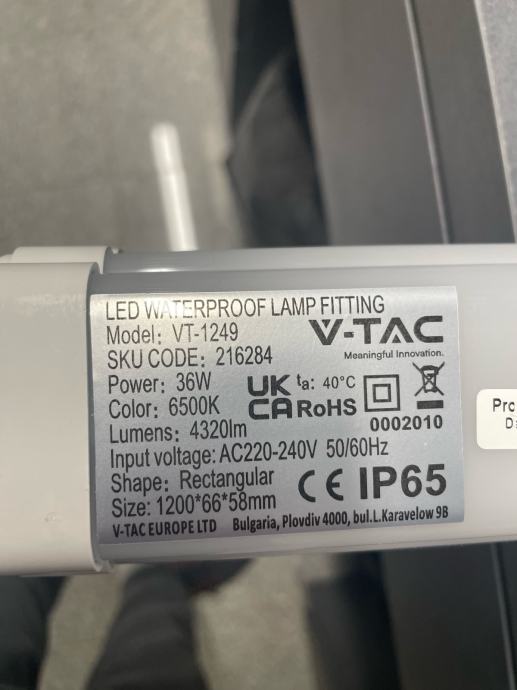 LED WATERPROOF LAMP FITTING
Model: VT-1249
V-TAC
Meaningful Innovation.
SKU CODE: 216284
Power: 36W
UK
CA
ta: 40°C
RoHS
Color: 6500K
0002010
Lumens: 4320lm
Input voltage: AC220-240V 50/60Hz
Shape: Rectangular
CE IP65
Size: 1200*66*58mm
V-TAC EUROPE LTD Bulgaria, Plovdiv 4000, bul.L.Karavelow 9B